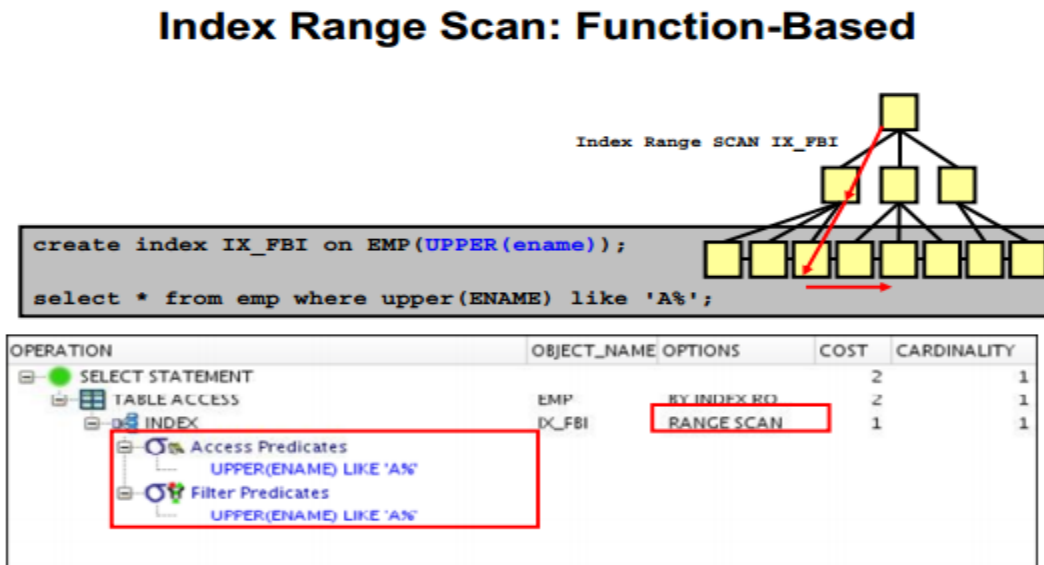 Index Range Scan: Function-Based
Index Range SCAN IX_FBI
create index IX_FBI on EMP(UPPER(ename));
select * from emp where upper(ENAME) like 'A%';
OPERATION OBJECT_NAME OPTIONS COST CARDINALITY
SELECT STATEMENT 2 1
TABLE ACCESS EMP BY INDEX RO 2 1
INDEX IX_FBI RANGE SCAN 1 1
Access Predicates
UPPER(ENAME) LIKE 'A%'
Filter Predicates
UPPER(ENAME) LIKE 'A%'